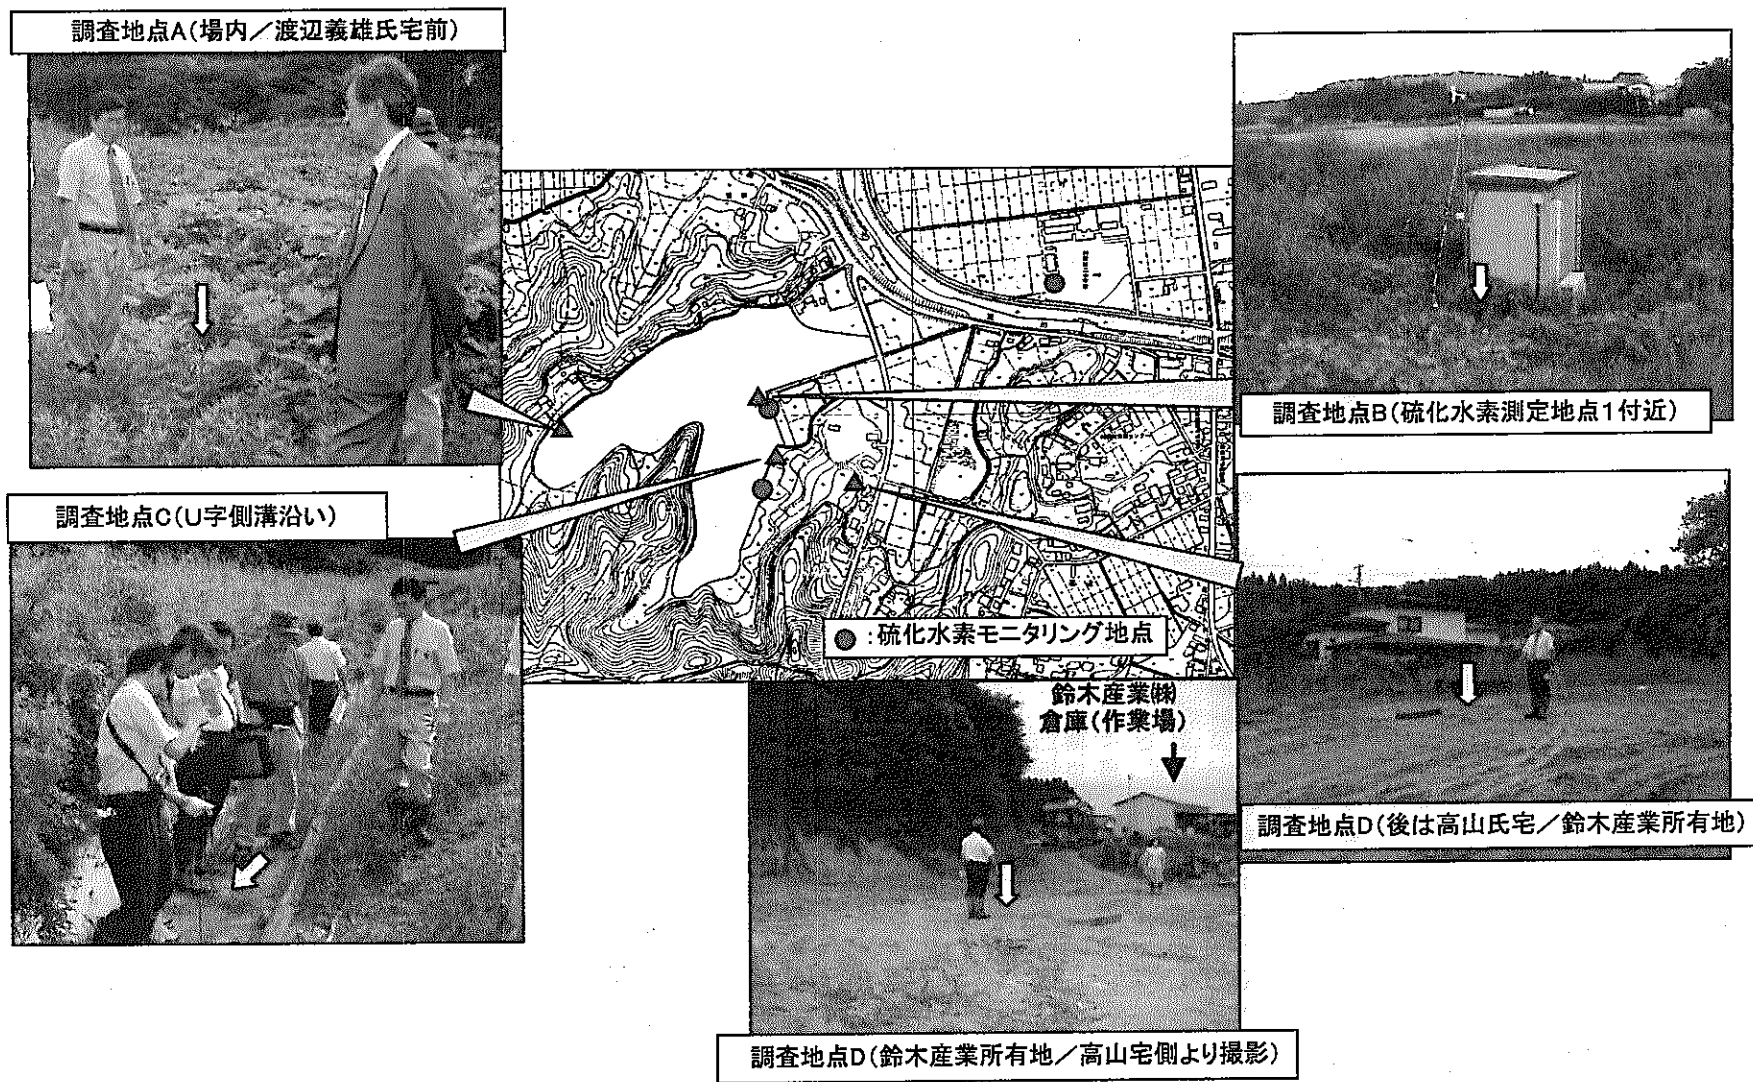 調査地点A(場内／渡辺義雄氏宅前)
調査地点B(硫化水素測定地点1付近)
調査地点C(U字側溝沿い)
●:硫化水素モニタリング地点
鈴木産業㈱
倉庫(作業場)
調査地点D(後は高山氏宅／鈴木産業所有地)
調査地点D(鈴木産業所有地／高山宅側より撮影)